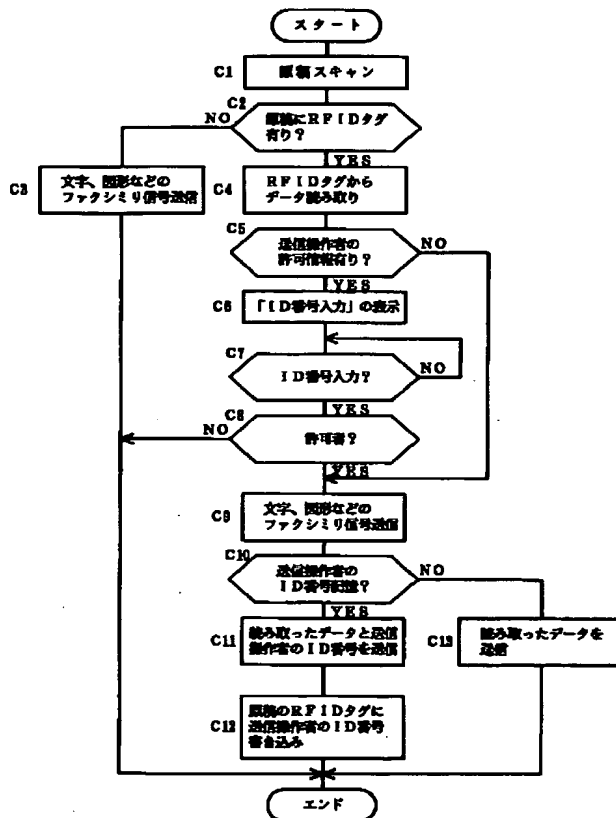 スタート
C1
原稿スキャン
C2
原稿にRFIDタグ
有り?
NO
YES
C3
文字、図形などの
ファクシミリ信号送信
C4
RFIDタグから
データ読み取り
C5
送信操作者の
許可情報有り?
NO
YES
C6
「ID番号入力」の表示
C7
ID番号入力?
NO
YES
C8
許可者?
NO
YES
C9
文字、図形などの
ファクシミリ信号送信
C10
送信操作者の
ID番号記憶?
NO
YES
C11
読み取ったデータと送信
操作者のID番号を送信
C13
読み取ったデータを
送信
C12
原稿のRFIDタグに
送信操作者のID番号
書き込み
エンド